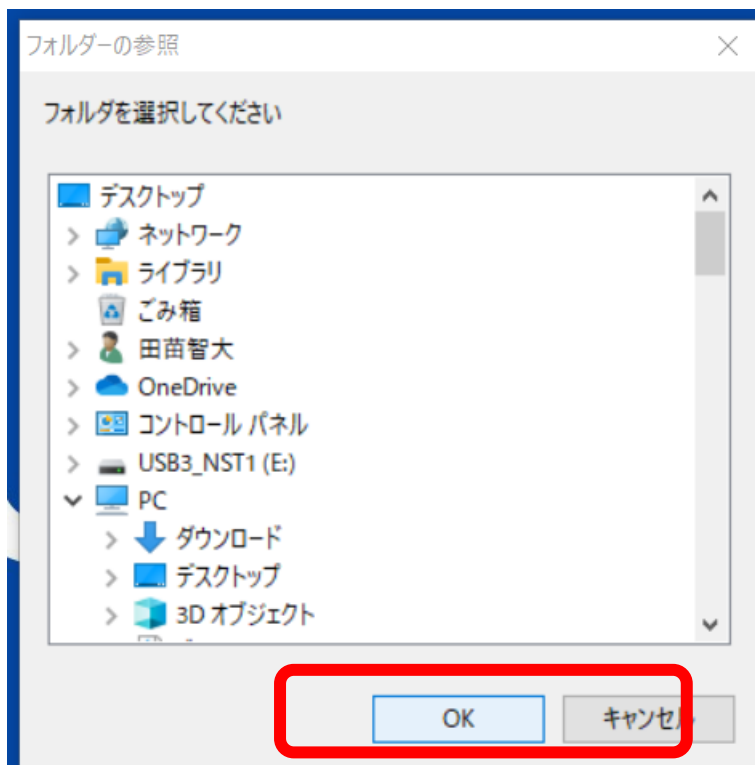 フォルダーの参照
フォルダを選択してください
デスクトップ
ネットワーク
ライブラリ
ごみ箱
田苗智大
OneDrive
コントロール パネル
USB3_NST1 (E:)
PC
ダウンロード
デスクトップ
3D オブジェクト
OK キャンセル